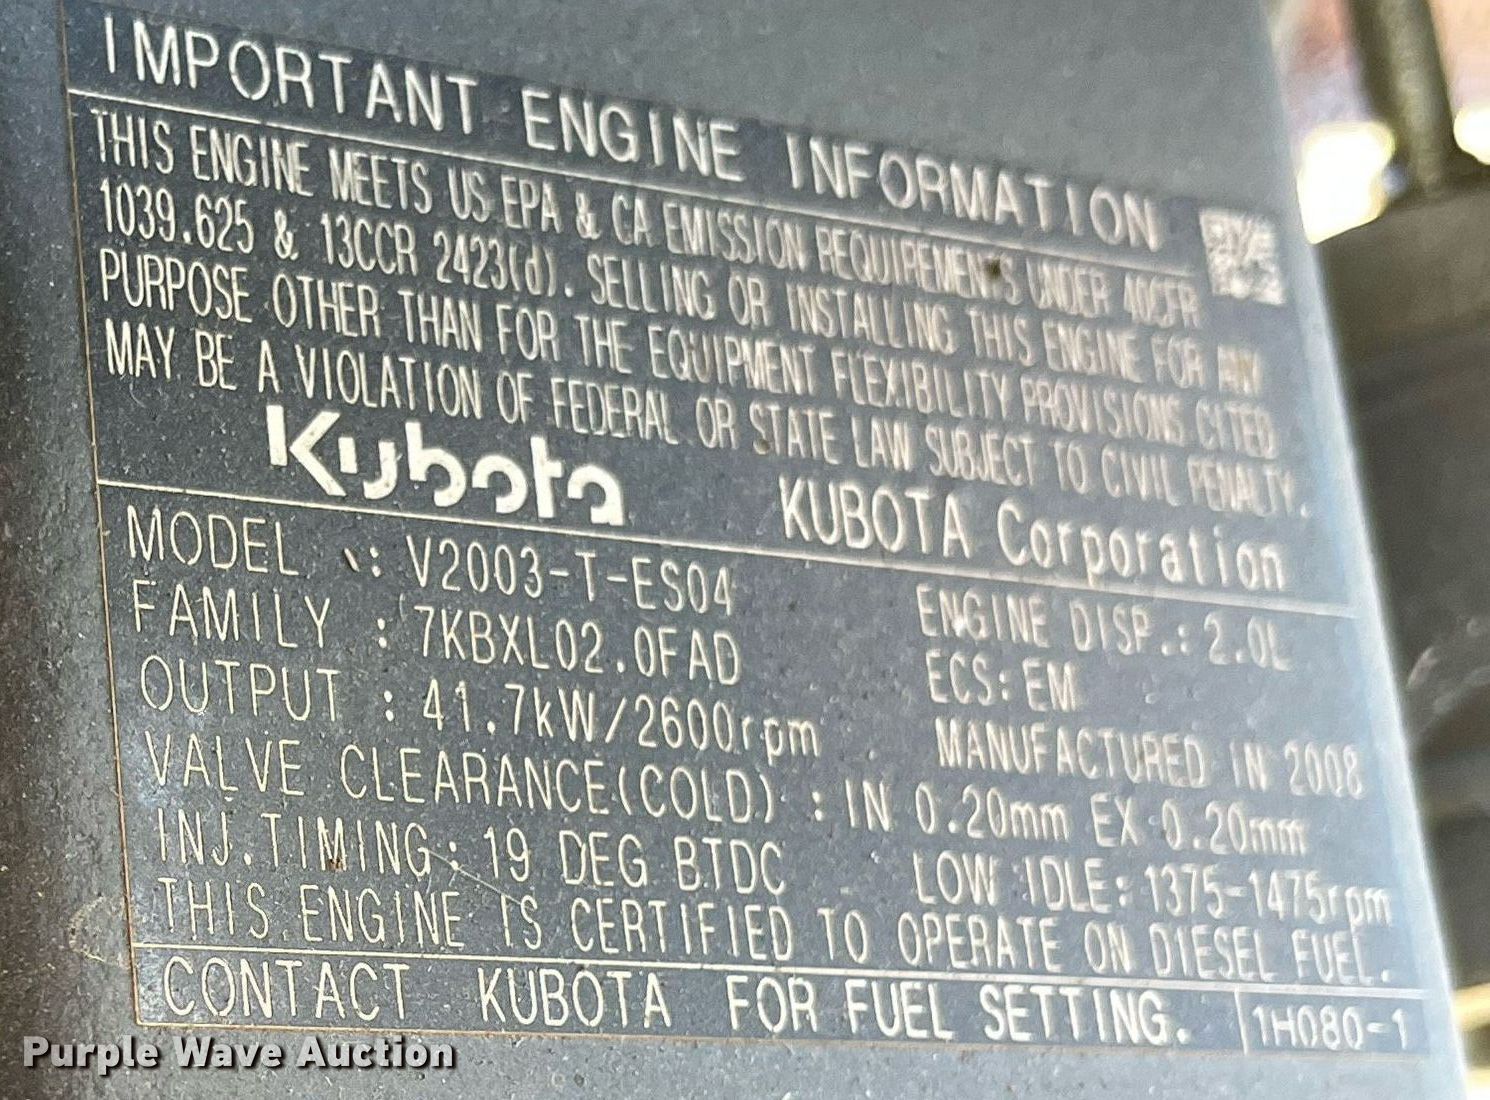 IMPORTANT ENGINE INFORMATION
THIS ENGINE MEETS US EPA & CA EMISSION REQUIREMENTS UNDER 40CFR
1039.625 & 13CCR 2423(d). SELLING OR INSTALLING THIS ENGINE FOR ANY
PURPOSE OTHER THAN FOR THE EQUIPMENT FLEXIBILITY PROVISIONS CITED
MAY BE A VIOLATION OF FEDERAL OR STATE LAW SUBJECT TO CIVIL PENALTY.
Kubota KUBOTA Corporation
MODEL : V2003-T-ES04 ENGINE DISP.: 2.0L
FAMILY : 7KBXL02.0FAD ECS: EM
OUTPUT : 41.7kW/2600rpm MANUFACTURED IN 2008
VALVE CLEARANCE(COLD) : IN 0.20mm EX 0.20mm
INJ.TIMING: 19 DEG BTDC LOW IDLE: 1375-1475rpm
THIS ENGINE IS CERTIFIED TO OPERATE ON DIESEL FUEL.
CONTACT KUBOTA FOR FUEL SETTING. 1H080-1
Purple Wave Auction